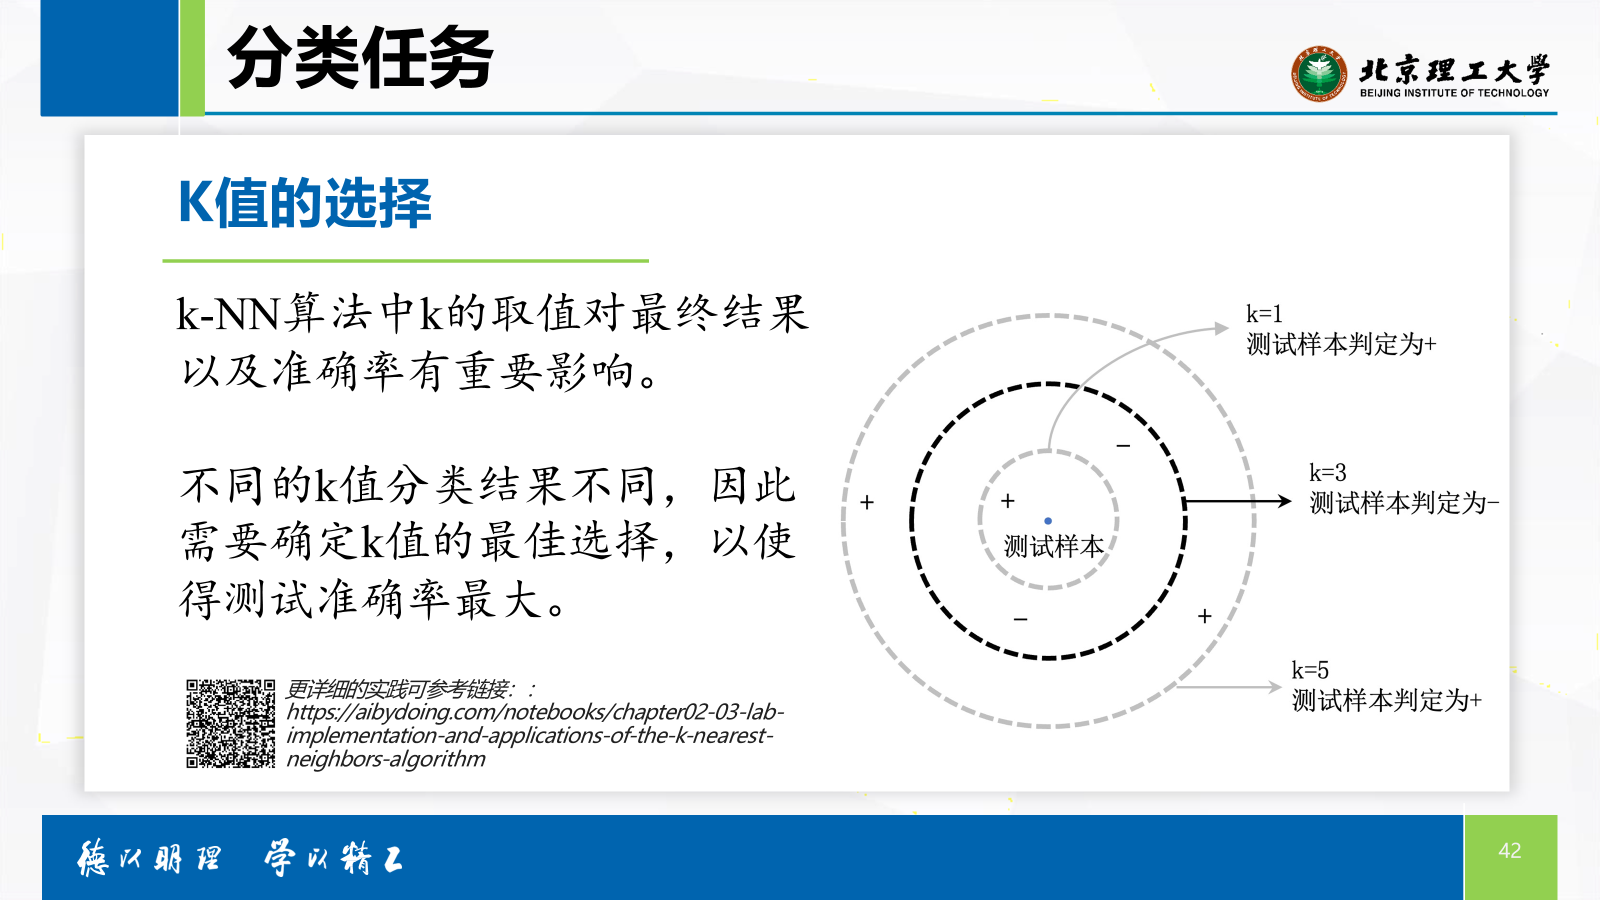 分类任务
北京理工大学
BEIJING INSTITUTE OF TECHNOLOGY
K值的选择
k-NN算法中k的取值对最终结果
以及准确率有重要影响。
不同的k值分类结果不同，因此
需要确定k值的最佳选择，以使
得测试准确率最大。
更详细的实践可参考链接：:
https://aibydoing.com/notebooks/chapter02-03-lab-
implementation-and-applications-of-the-k-nearest-
neighbors-algorithm
k=1
测试样本判定为+
−
k=3
测试样本判定为−
+
+
测试样本
−
+
k=5
测试样本判定为+
德以明理 学以精工
42